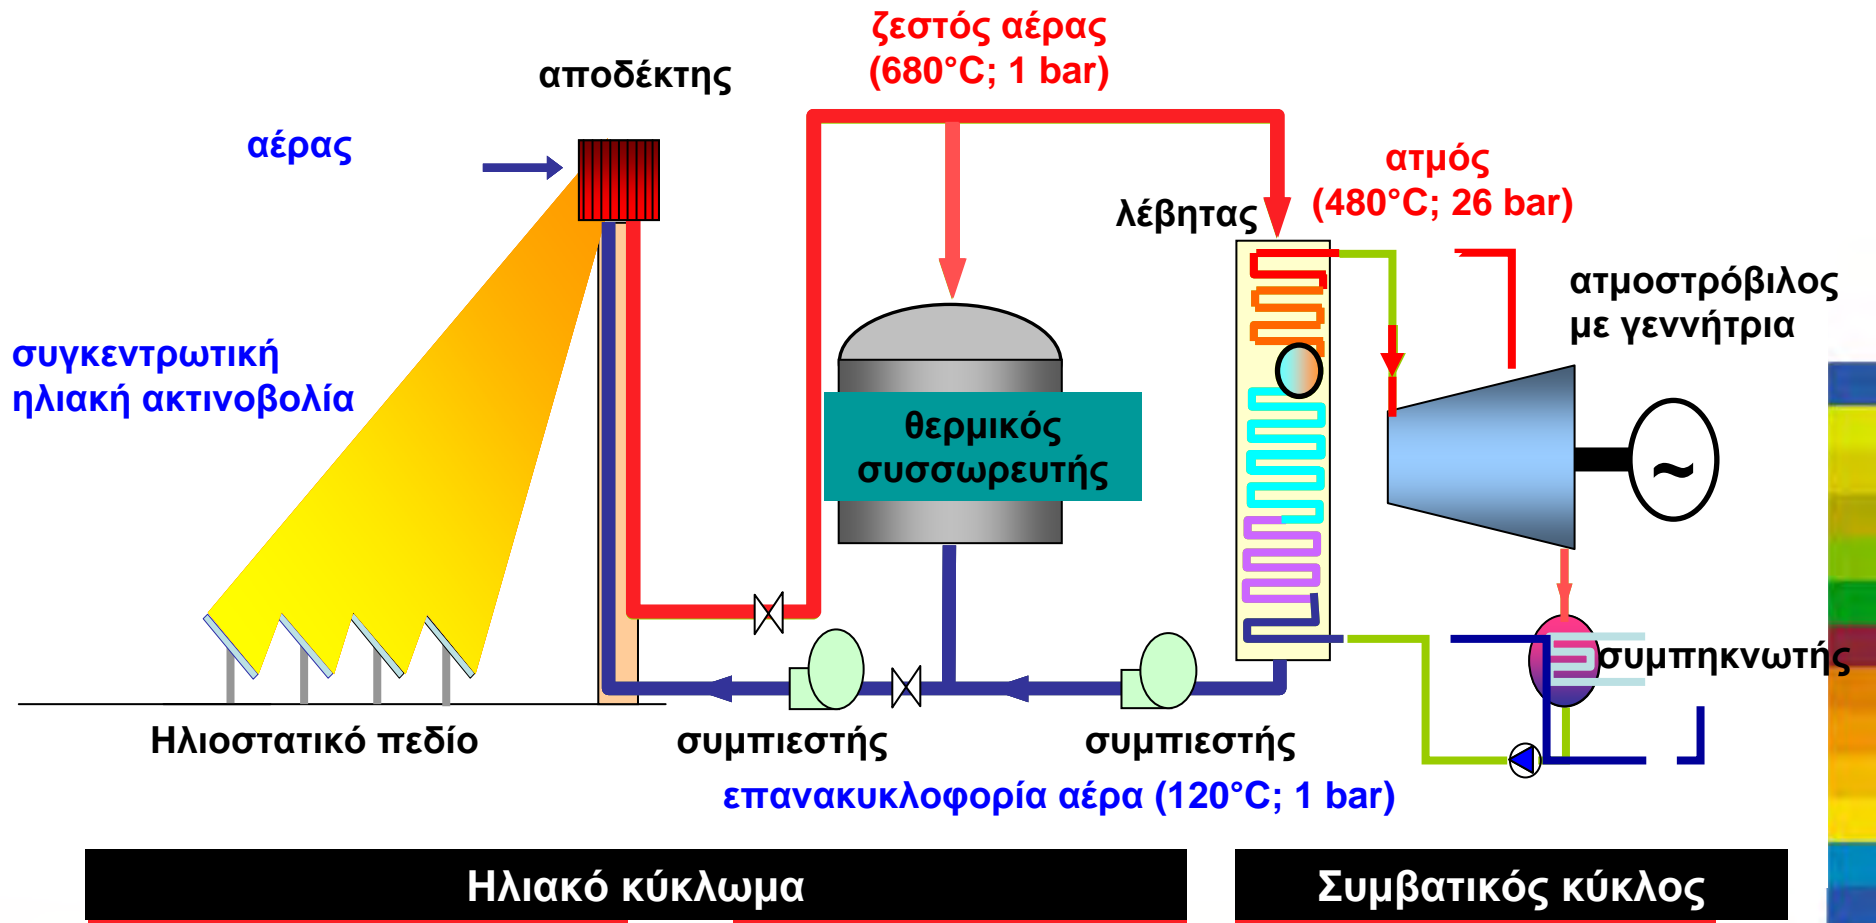 ζεστός αέρας
(680°C; 1 bar)
αποδέκτης
αέρας
ατμός
(480°C; 26 bar)
λέβητας
ατμοστρόβιλος
με γεννήτρια
συγκεντρωτική
ηλιακή ακτινοβολία
θερμικός
συσσωρευτής
~
συμπηκνωτής
Ηλιοστατικό πεδίο
συμπιεστής
συμπιεστής
επανακυκλοφορία αέρα (120°C; 1 bar)
Ηλιακό κύκλωμα
Συμβατικός κύκλος